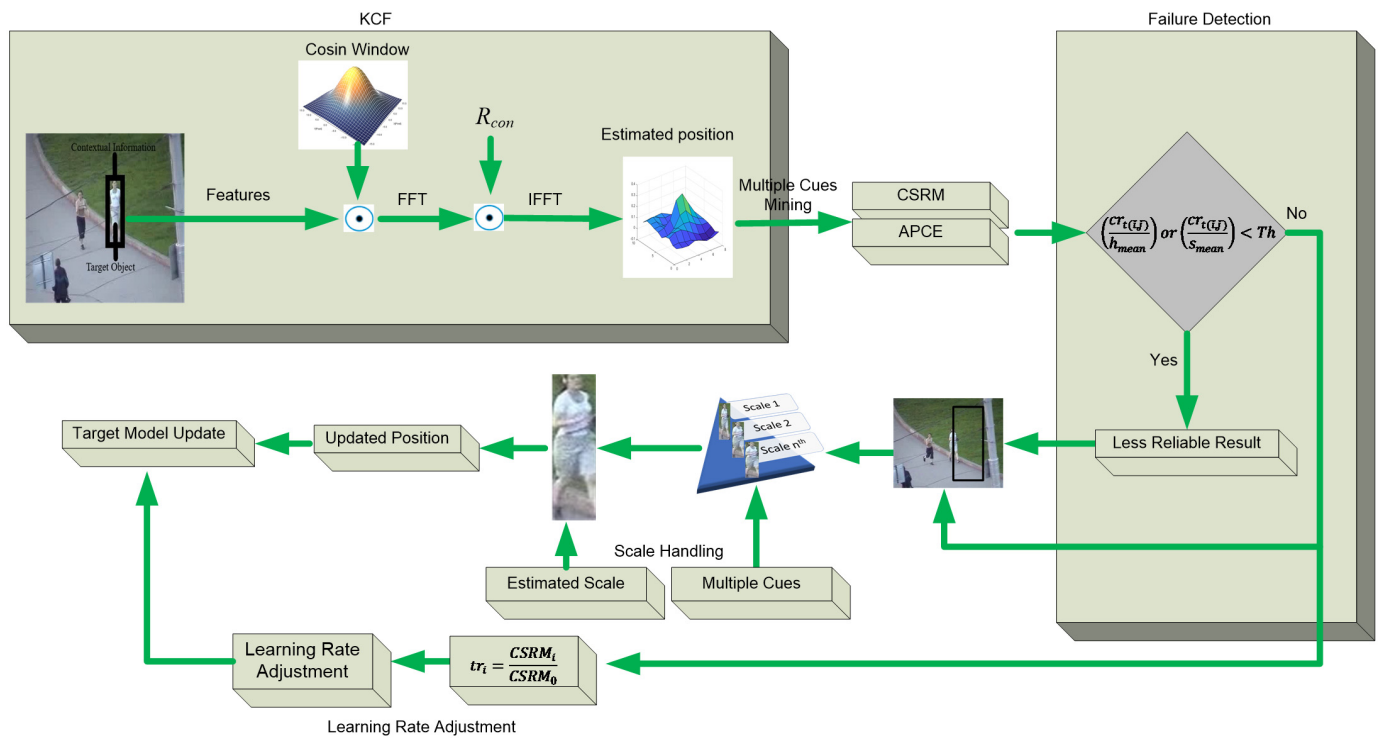 KCF
Failure Detection
Cosin Window
R_con
Contextual Information
Target Object
Features
FFT
IFFT
Estimated position
Multiple Cues
Mining
CSRM
APCE
(cr_t(i,j) / h_mean) or (cr_t(i,j) / s_mean) < Th
No
Yes
Less Reliable Result
Scale 1
Scale 2
Scale n^th
Updated Position
Target Model Update
Scale Handling
Estimated Scale
Multiple Cues
Learning Rate
Adjustment
tr_i = CSRM_i / CSRM_0
Learning Rate Adjustment